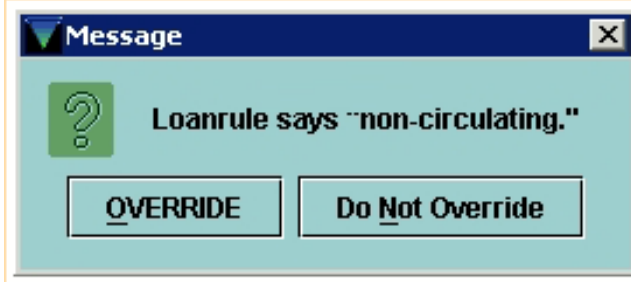 Message
Loanrule says ¨non-circulating."
OVERRIDE
Do Not Override